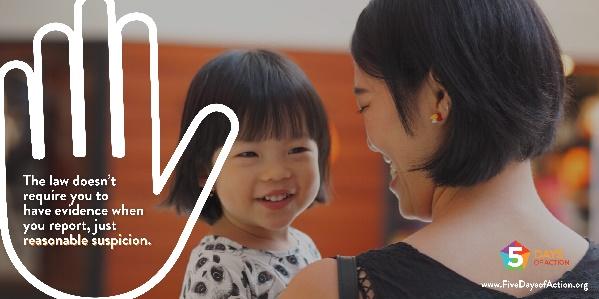 The law doesn't
require you to
have evidence when
you report, just
reasonable suspicion.
5 DAYS
OF ACTION
www.FiveDaysofAction.org